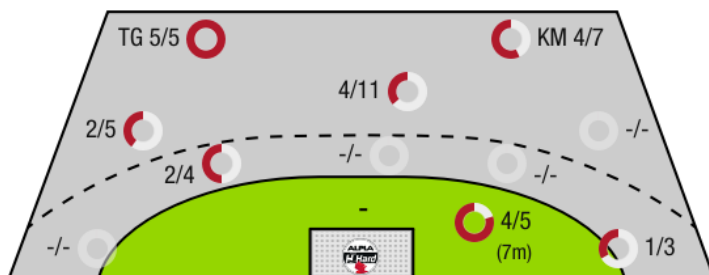 TG 5/5
KM 4/7
4/11
2/5
-/-
2/4
-/-
-/-
-
4/5
(7m)
-/-
1/3
ALPLA
Hard